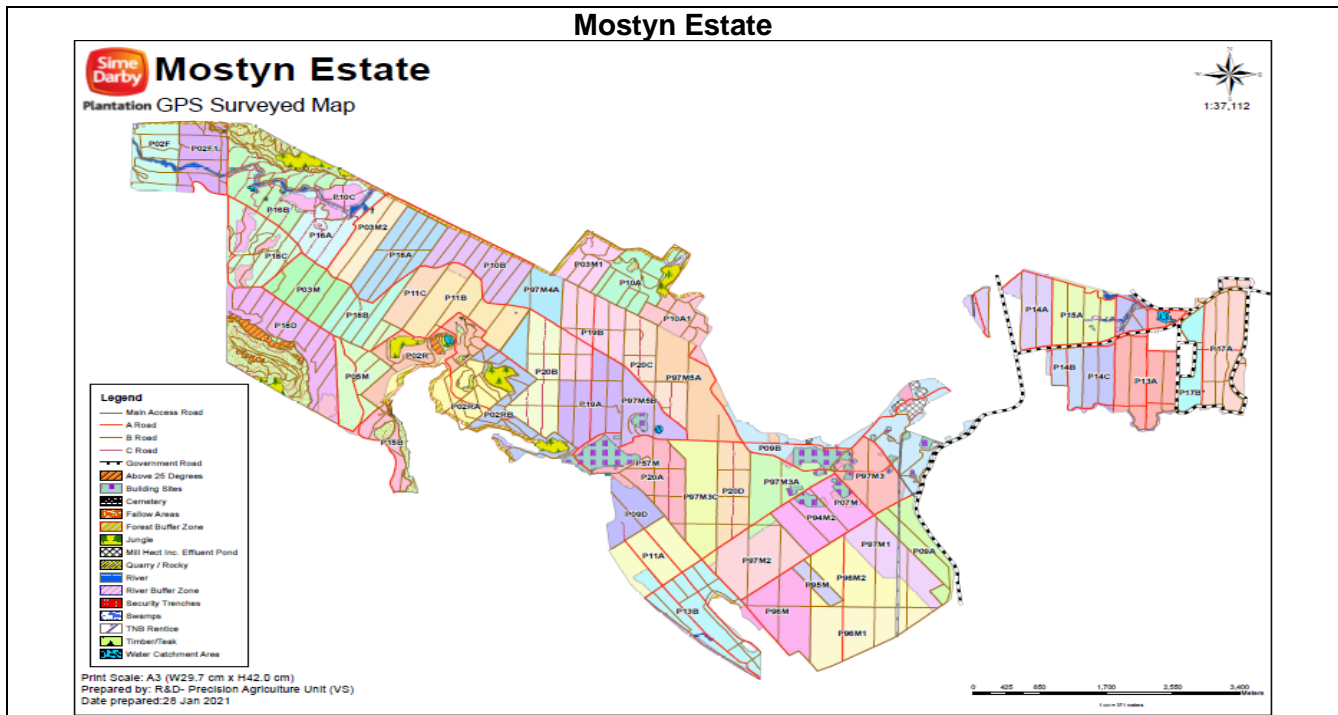 Mostyn Estate
Sime
Darby
Plantation
Mostyn Estate
GPS Surveyed Map
N
W
E
S
1:37,112
P02F
P02F1
P10C
P16B
P16A
P03M2
P16C
P18A
P10B
P03M1
P10A
P10A1
P03M
P11C
P11B
P97M4A
P18B
P16D
P19B
P02R
P05M
P20B
P20C
P97M5A
P02RA
P02RB
P19A
P97M5B
P15B
P14A
P15A
P14B
P14C
P13A
P17A
P17B
P09B
P57M
P20A
P97M3C
P20D
P97M3A
P97M3
P07M
P94M2
P09D
P11A
P97M2
P97M1
P09A
P95M
P96M2
P96M
P96M1
P13B
Legend
Main Access Road
A Road
B Road
C Road
Government Road
Above 25 Degrees
Building Sites
Cemetery
Fallow Areas
Forest Buffer Zone
Jungle
Mill Hect Inc. Effluent Pond
Quarry / Rocky
River
River Buffer Zone
Security Trenches
Swamps
TNB Rentice
Timber/Teak
Water Catchment Area
Print Scale: A3 (W29.7 cm x H42.0 cm)
Prepared by: R&D- Precision Agriculture Unit (VS)
Date prepared:28 Jan 2021
0 425 850 1,700 2,550 3,400
Meters